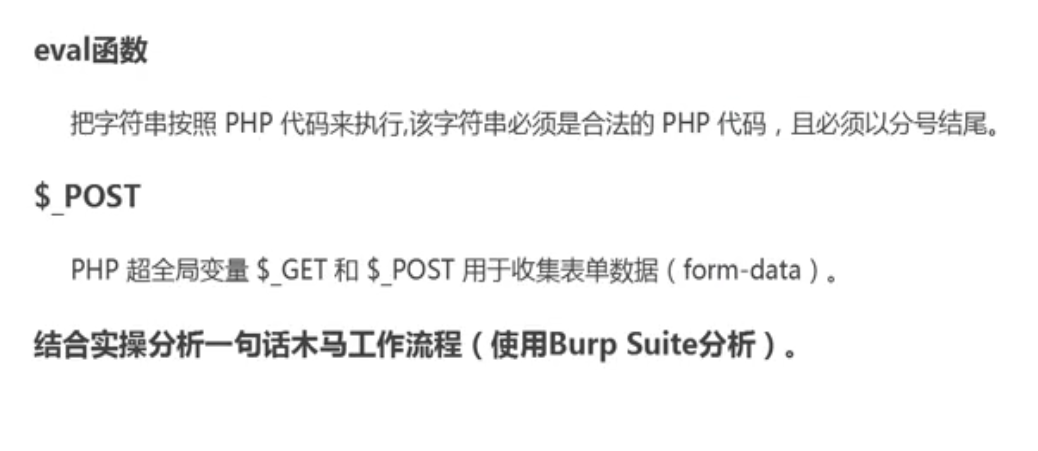 eval函数
把字符串按照 PHP 代码来执行,该字符串必须是合法的 PHP 代码，且必须以分号结尾。
$_POST
PHP 超全局变量 $_GET 和 $_POST 用于收集表单数据（form-data）。
结合实操分析一句话木马工作流程（使用Burp Suite分析）。